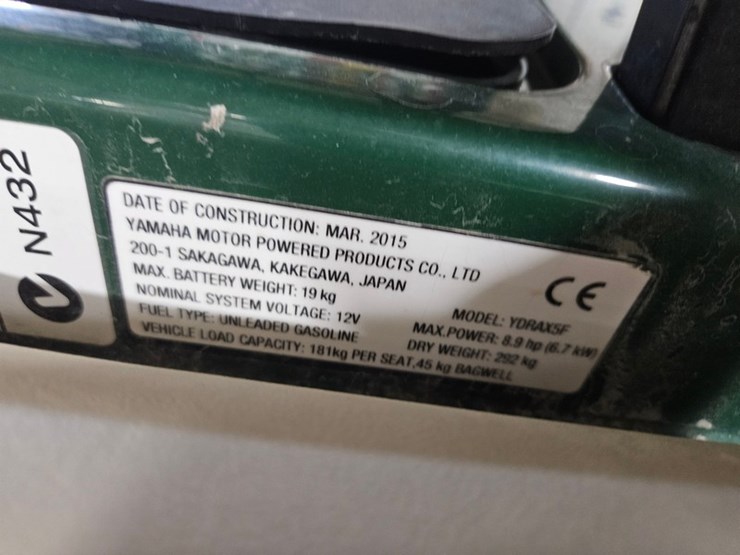 N432
DATE OF CONSTRUCTION: MAR. 2015
YAMAHA MOTOR POWERED PRODUCTS CO., LTD
200-1 SAKAGAWA, KAKEGAWA, JAPAN
MAX. BATTERY WEIGHT: 19 kg
NOMINAL SYSTEM VOLTAGE: 12V
FUEL TYPE: UNLEADED GASOLINE
VEHICLE LOAD CAPACITY: 181kg PER SEAT,45 kg BAGWELL
CE
MODEL: YDRAX5F
MAX.POWER: 8.9 hp (6.7 kW)
DRY WEIGHT: 292 kg